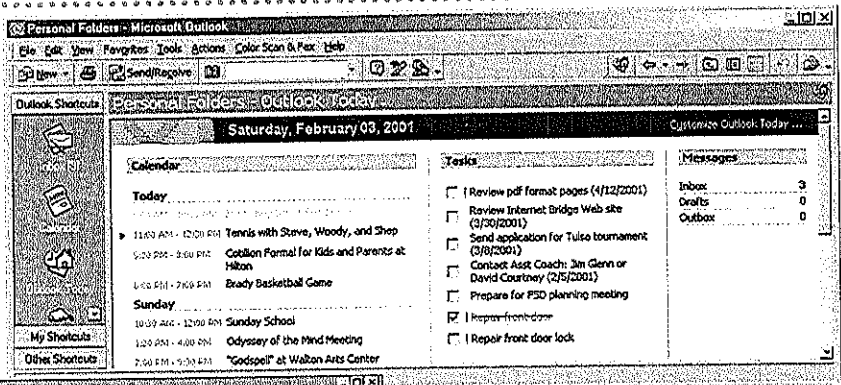 Personal Folders - Microsoft Outlook
File Edit View Favorites Tools Actions Color Scan & Fax Help
New Send/Receive
Outlook Shortcuts
Personal Folders - Outlook Today
Saturday, February 03, 2001
Customize Outlook Today ...
Calendar
Today
11:00 AM - 12:00 PM Tennis with Steve, Woody, and Shep
Cotillion Formal for Kids and Parents at
Hilton
Brady Basketball Game
Sunday
10:30 AM - 12:00 PM Sunday School
1:30 PM - 4:00 PM Odyssey of the Mind Meeting
7:00 PM - 9:30 PM "Godspell" at Walton Arts Center
Tasks
! Review pdf format pages (4/12/2001)
Review Internet Bridge Web site
(3/30/2001)
Send application for Tulsa tournament
(3/8/2001)
Contact Asst Coach: Jim Glenn or
David Courtney (2/5/2001)
Prepare for PSD planning meeting
! Repair front door
! Repair front door lock
Messages
Inbox 3
Drafts 0
Outbox 0
My Shortcuts
Other Shortcuts